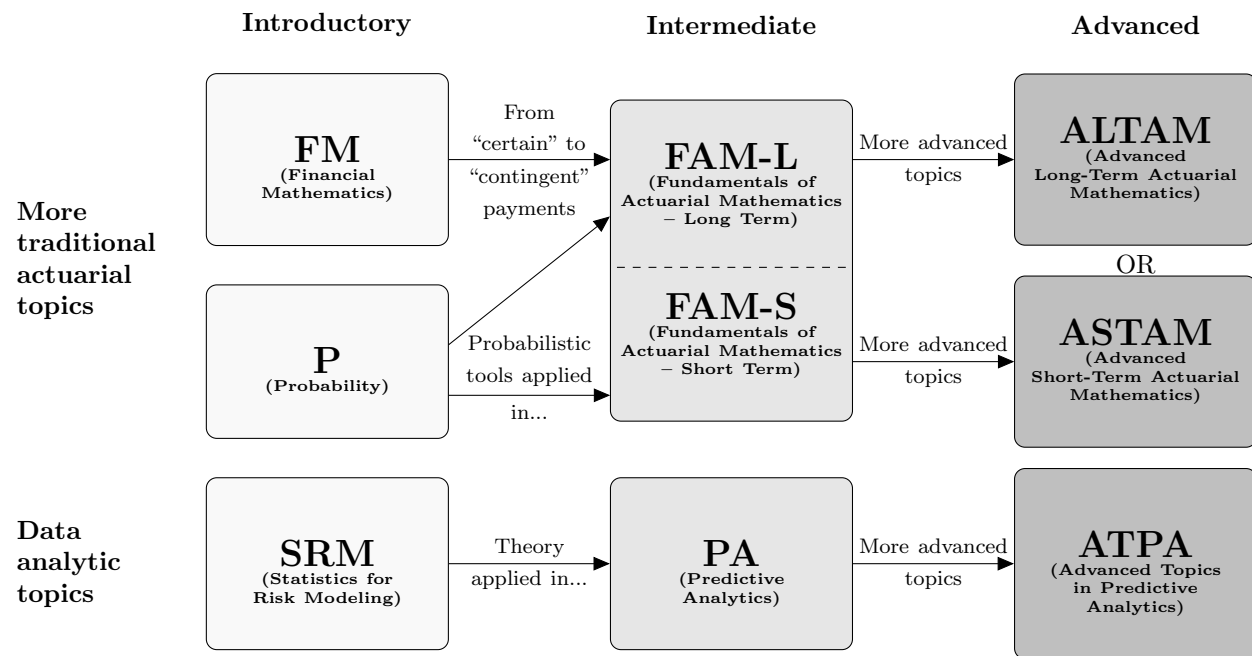 Introductory
Intermediate
Advanced
More
traditional
actuarial
topics
FM
(Financial
Mathematics)
From
“certain” to
“contingent”
payments
FAM-L
(Fundamentals of
Actuarial Mathematics
– Long Term)
More advanced
topics
ALTAM
(Advanced
Long-Term Actuarial
Mathematics)
OR
P
(Probability)
Probabilistic
tools applied
in...
FAM-S
(Fundamentals of
Actuarial Mathematics
– Short Term)
More advanced
topics
ASTAM
(Advanced
Short-Term Actuarial
Mathematics)
Data
analytic
topics
SRM
(Statistics for
Risk Modeling)
Theory
applied in...
PA
(Predictive
Analytics)
More advanced
topics
ATPA
(Advanced Topics
in Predictive
Analytics)